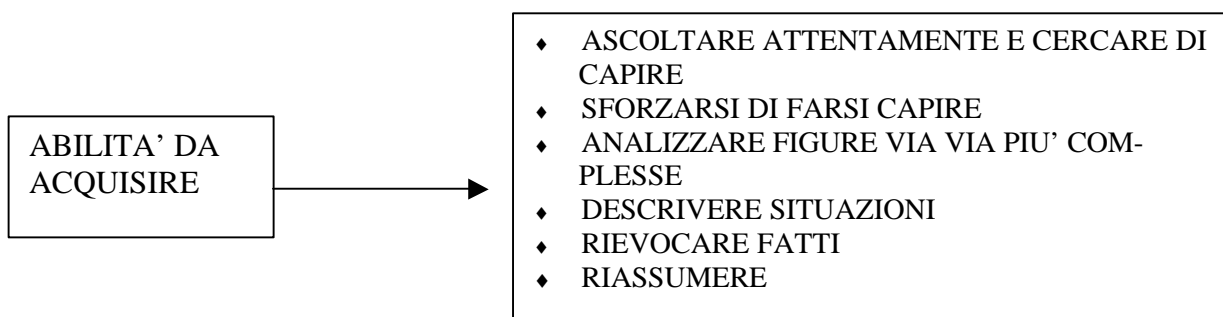 ABILITA’ DA
ACQUISIRE
♦ ASCOLTARE ATTENTAMENTE E CERCARE DI
CAPIRE
♦ SFORZARSI DI FARSI CAPIRE
♦ ANALIZZARE FIGURE VIA VIA PIU’ COM-
PLESSE
♦ DESCRIVERE SITUAZIONI
♦ RIEVOCARE FATTI
♦ RIASSUMERE